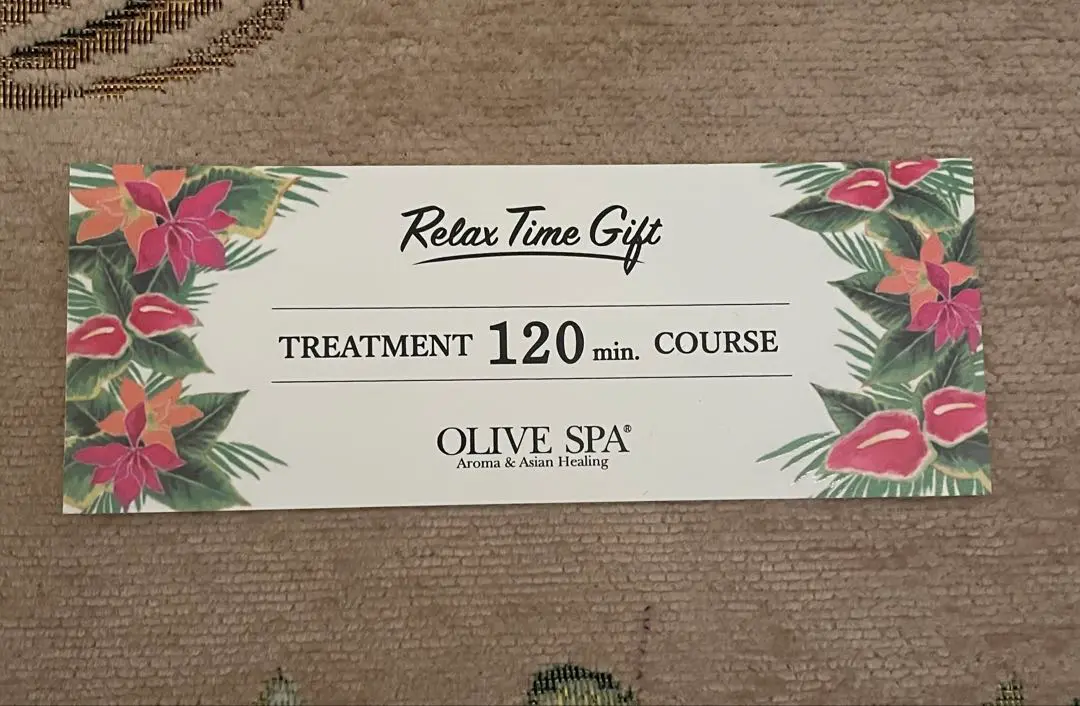 Relax Time Gift
TREATMENT 120 min. COURSE
OLIVE SPA®
Aroma & Asian Healing